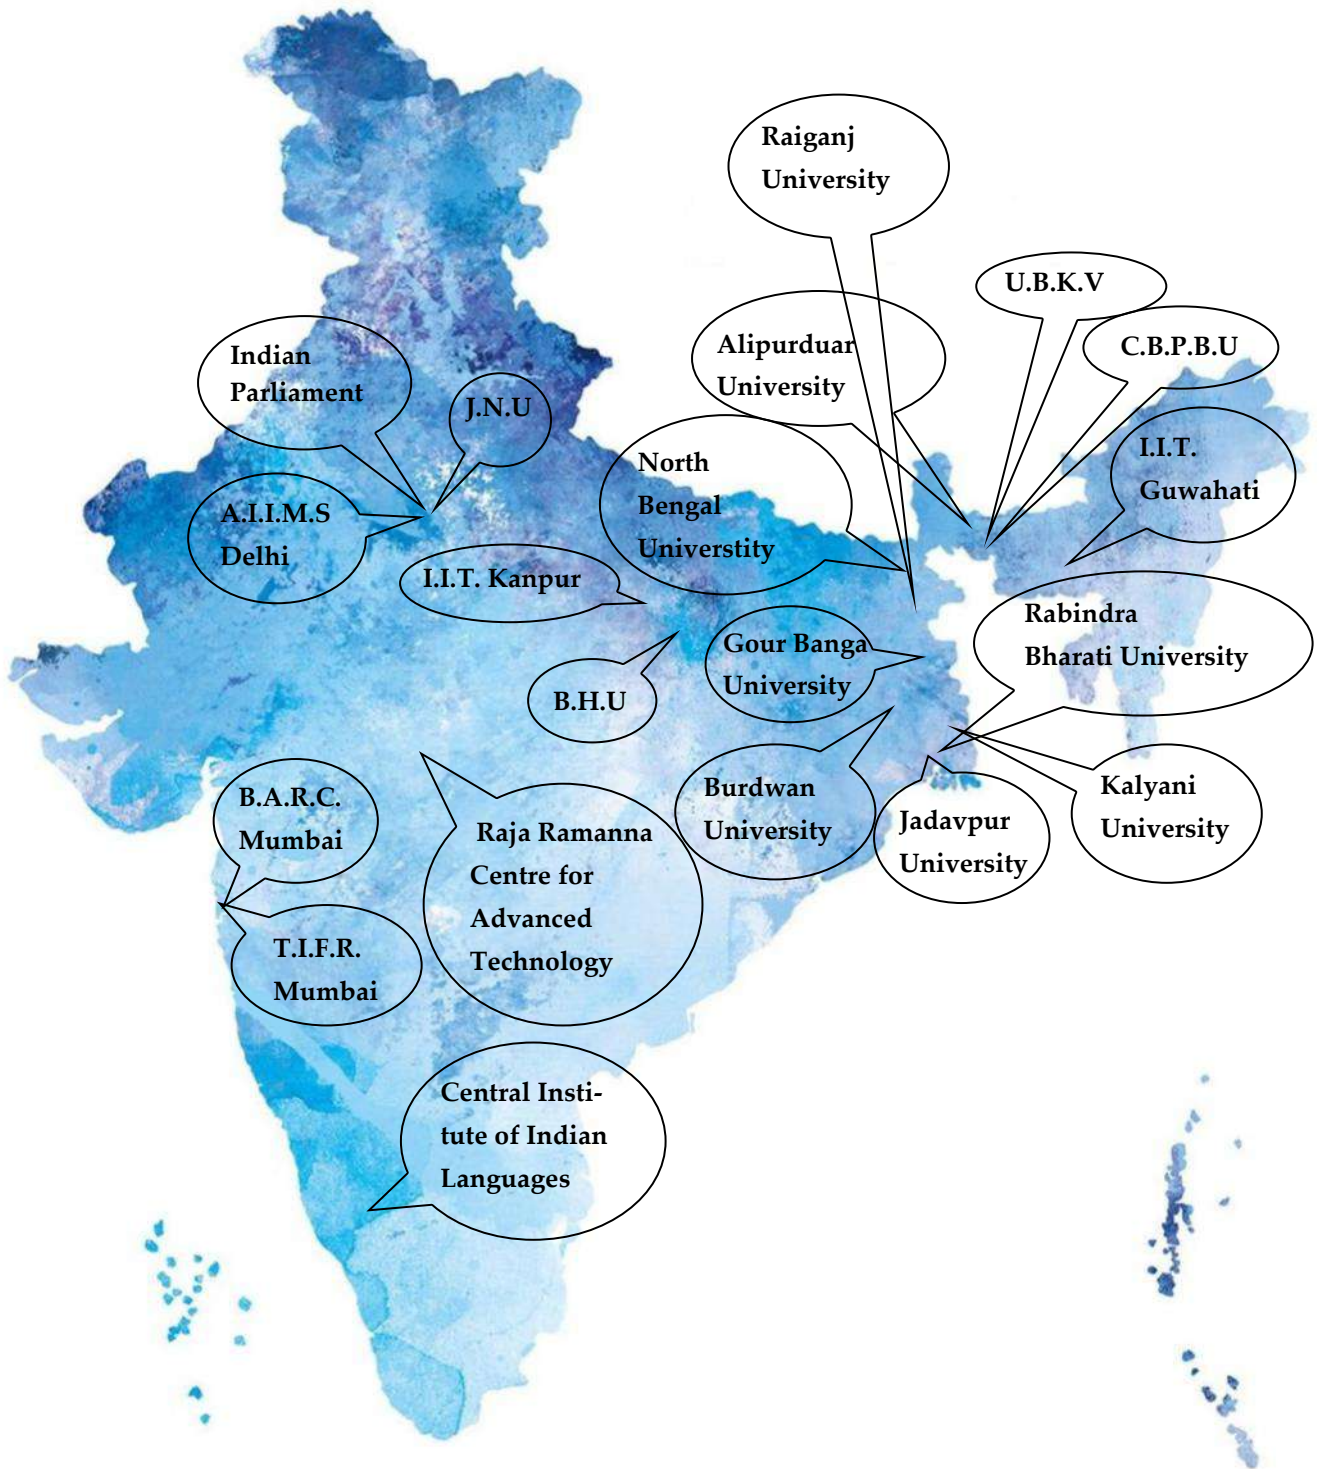 Raiganj
University
U.B.K.V
C.B.P.B.U
Alipurduar
University
Indian
Parliament
J.N.U
I.I.T.
Guwahati
North
Bengal
Universtity
A.I.I.M.S
Delhi
I.I.T. Kanpur
Rabindra
Bharati University
Gour Banga
University
B.H.U
B.A.R.C.
Mumbai
Raja Ramanna
Centre for
Advanced
Technology
Burdwan
University
Jadavpur
University
Kalyani
University
T.I.F.R.
Mumbai
Central Insti-
tute of Indian
Languages